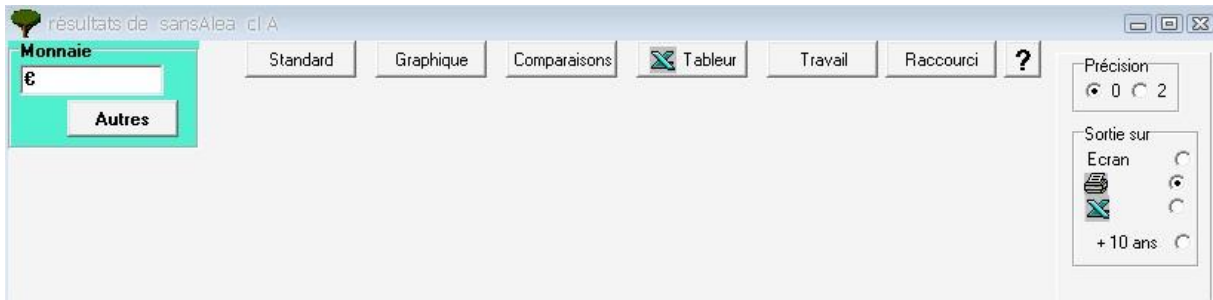 résultats de sansAlea cl A
Monnaie
€
Autres
Standard
Graphique
Comparaisons
Tableur
Travail
Raccourci
?
Précision
0 2
Sortie sur
Ecran
+ 10 ans